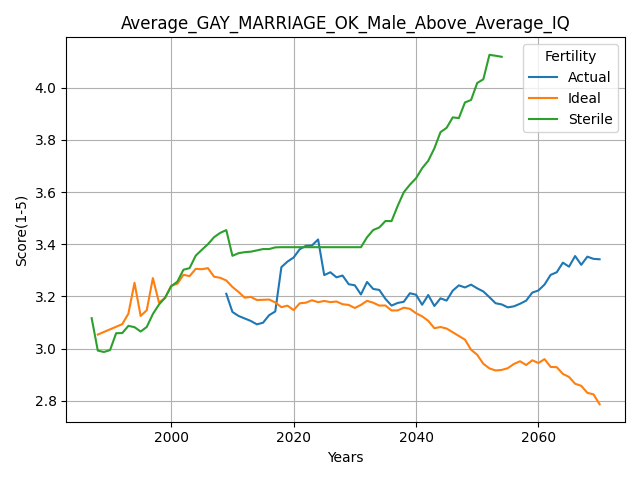 Average_GAY_MARRIAGE_OK_Male_Above_Average_IQ
Fertility
Actual
Ideal
Sterile
Score(1-5)
4.0
3.8
3.6
3.4
3.2
3.0
2.8
2000
2020
2040
2060
Years